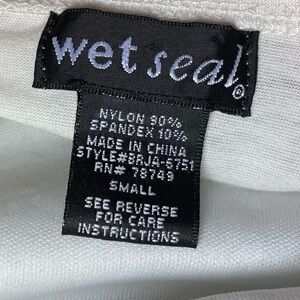 wet seal®
NYLON 90%
SPANDEX 10%
MADE IN CHINA
STYLE#BRJA-5751
RN# 78749
SMALL
SEE REVERSE
FOR CARE
INSTRUCTIONS